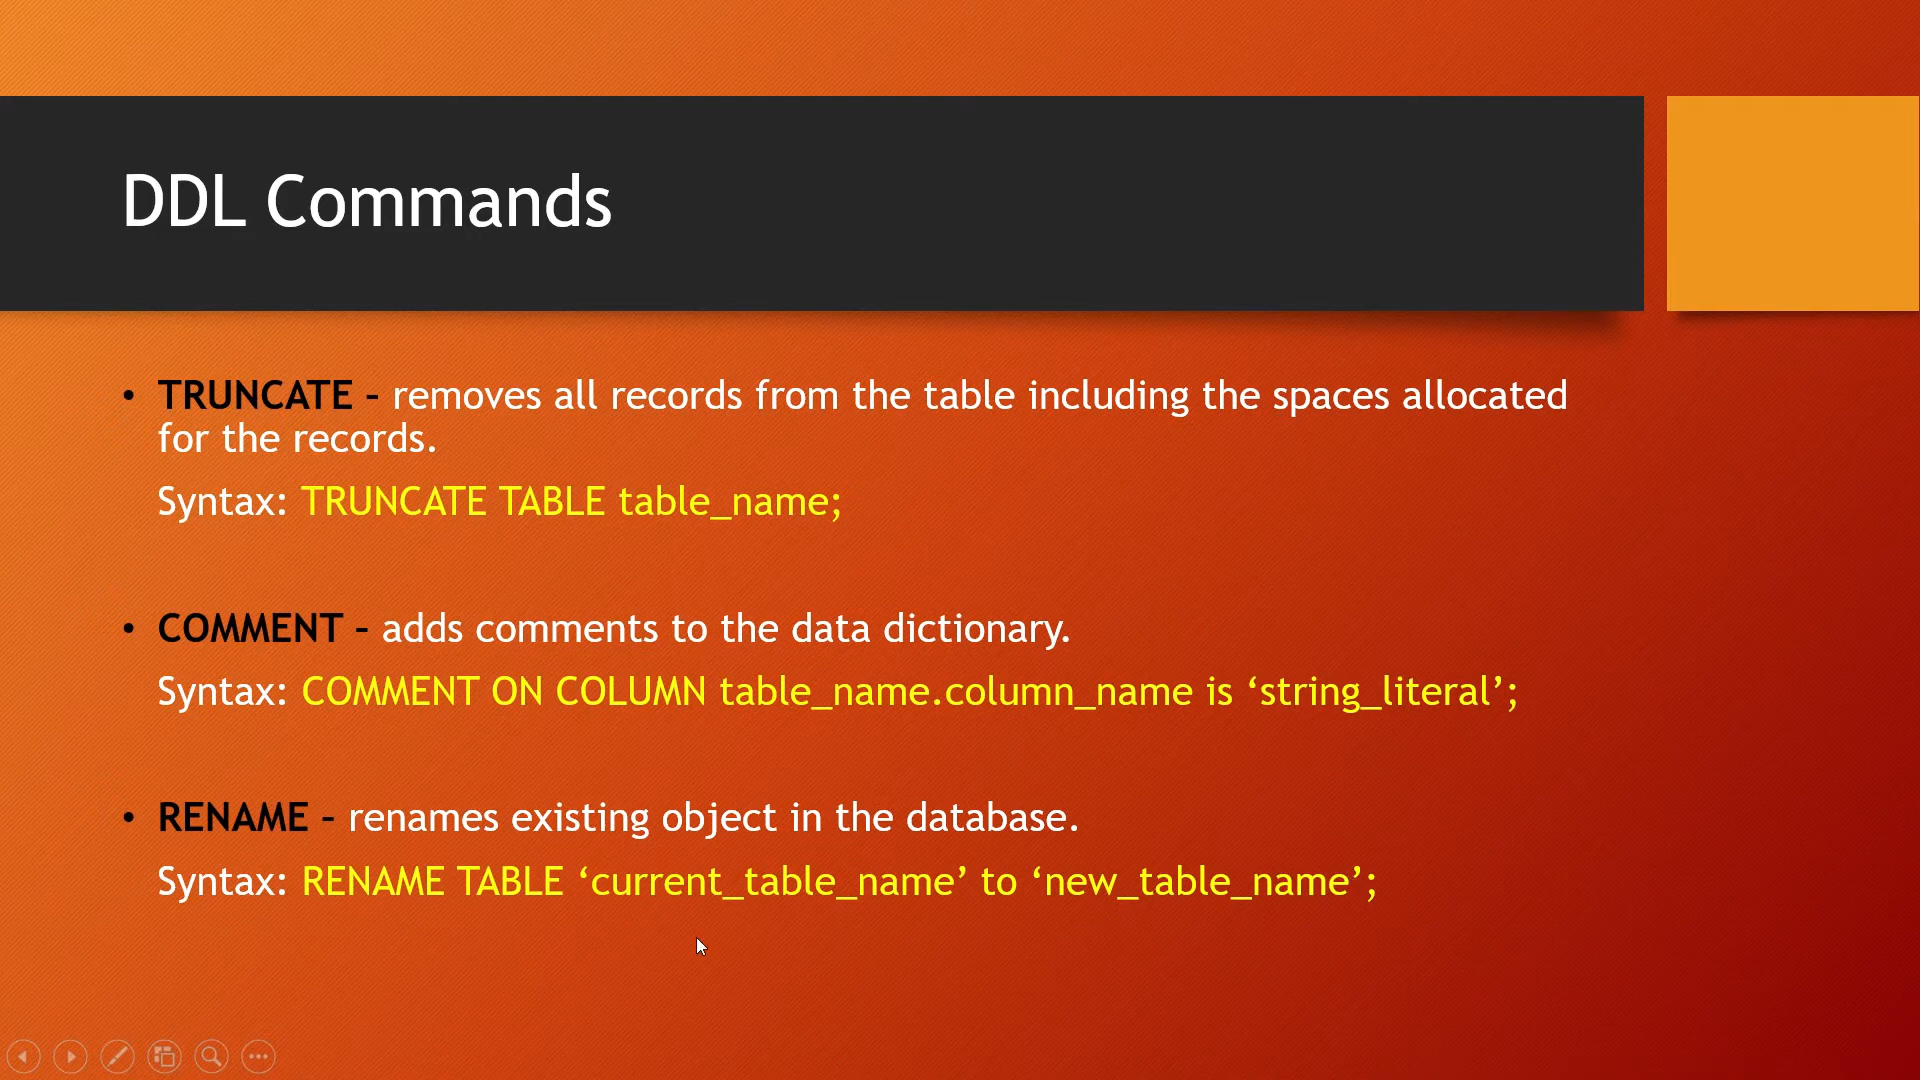 DDL Commands
• TRUNCATE – removes all records from the table including the spaces allocated
for the records.
Syntax: TRUNCATE TABLE table_name;
• COMMENT – adds comments to the data dictionary.
Syntax: COMMENT ON COLUMN table_name.column_name is ‘string_literal’;
• RENAME – renames existing object in the database.
Syntax: RENAME TABLE ‘current_table_name’ to ‘new_table_name’;